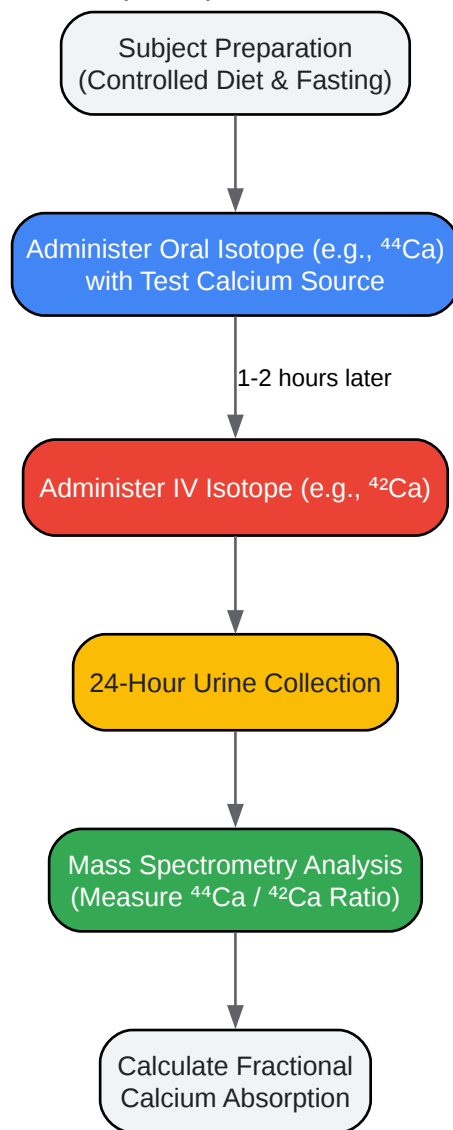 Subject Preparation
(Controlled Diet & Fasting)
Administer Oral Isotope (e.g., ⁴⁴Ca)
with Test Calcium Source
1-2 hours later
Administer IV Isotope (e.g., ⁴²Ca)
24-Hour Urine Collection
Mass Spectrometry Analysis
(Measure ⁴⁴Ca / ⁴²Ca Ratio)
Calculate Fractional
Calcium Absorption